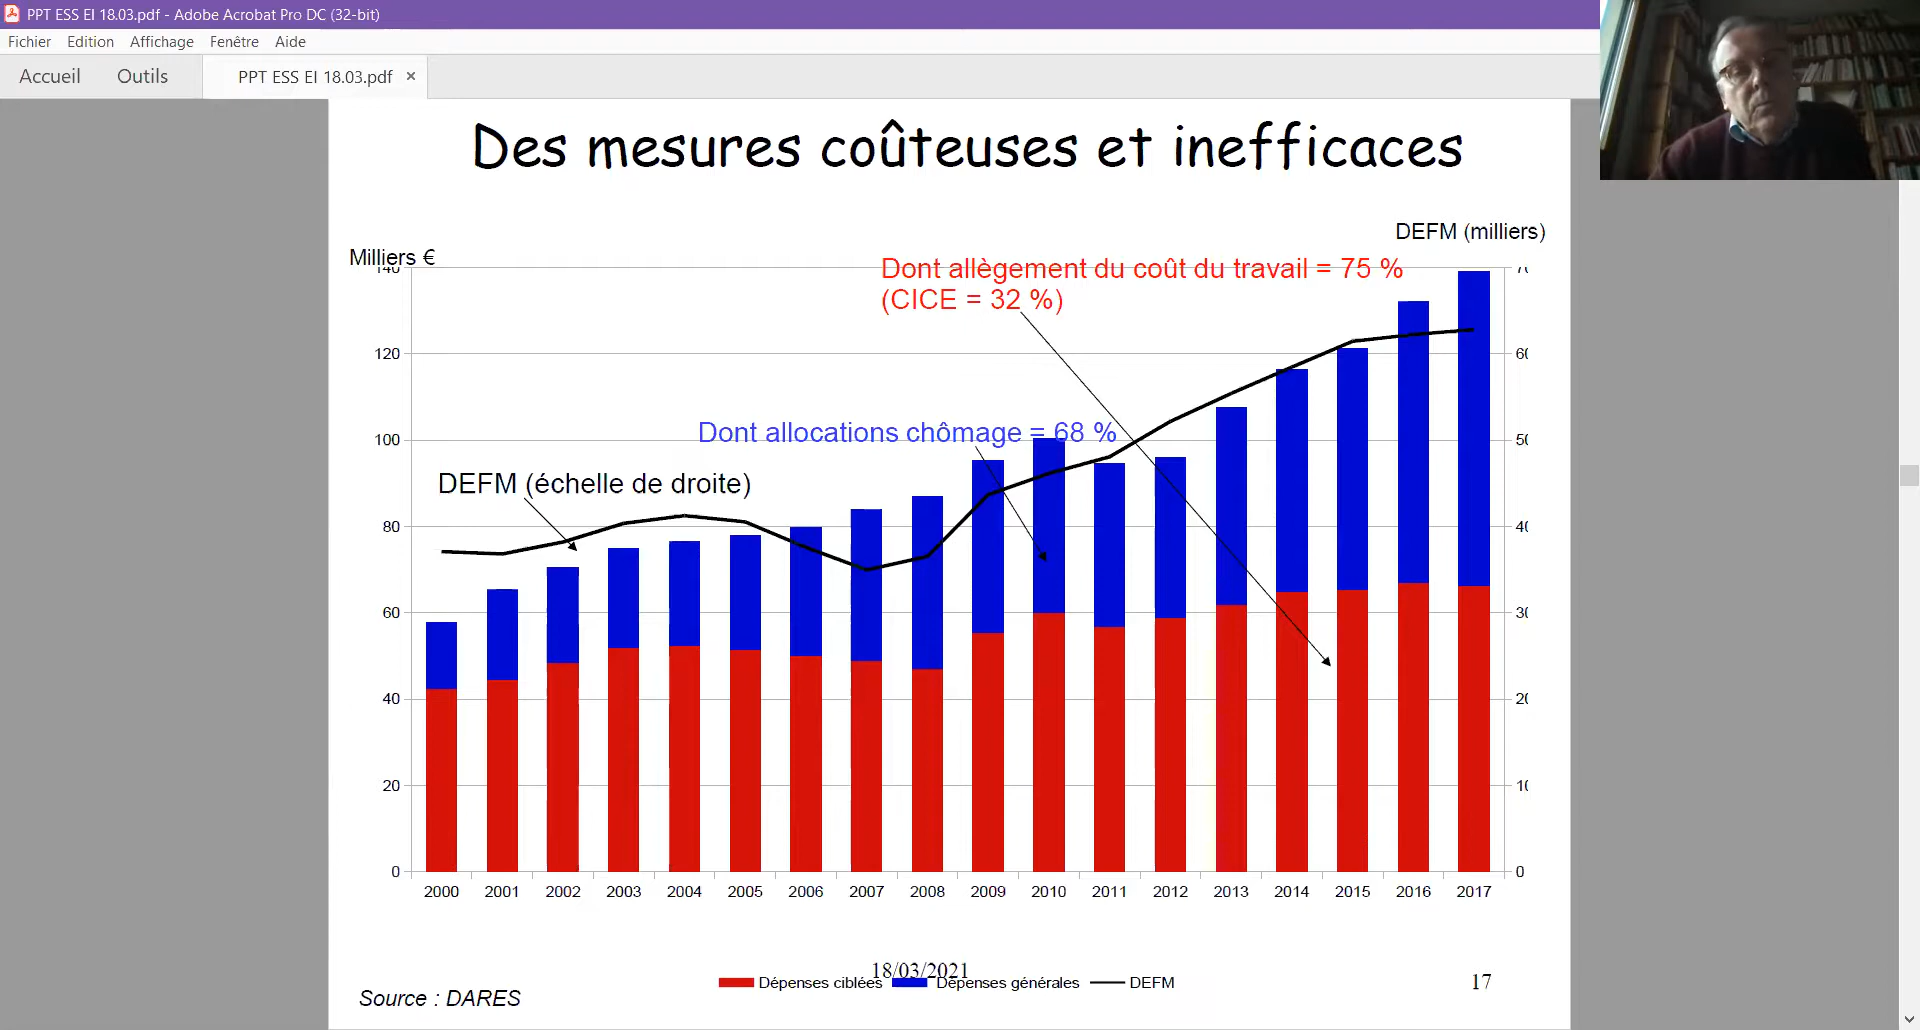 PPT ESS EI 18.03.pdf - Adobe Acrobat Pro DC (32-bit)
Fichier Edition Affichage Fenêtre Aide
Accueil Outils PPT ESS EI 18.03.pdf ×
Des mesures coûteuses et inefficaces
DEFM (milliers)
Milliers €
140
Dont allègement du coût du travail = 75 %
(CICE = 32 %)
120
100
Dont allocations chômage = 68 %
DEFM (échelle de droite)
80
60
40
20
0 0
2000 2001 2002 2003 2004 2005 2006 2007 2008 2009 2010 2011 2012 2013 2014 2015 2016 2017
18/03/2021
Dépenses ciblées Dépenses générales DEFM
17
Source : DARES